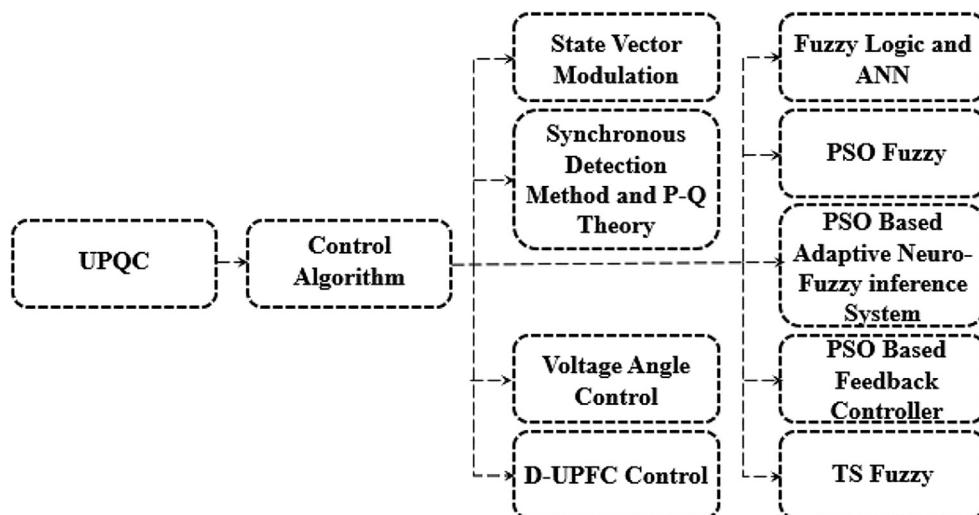 UPQC
Control
Algorithm
State Vector
Modulation
Synchronous
Detection
Method and P-Q
Theory
Voltage Angle
Control
D-UPFC Control
Fuzzy Logic and
ANN
PSO Fuzzy
PSO Based
Adaptive Neuro-
Fuzzy inference
System
PSO Based
Feedback
Controller
TS Fuzzy